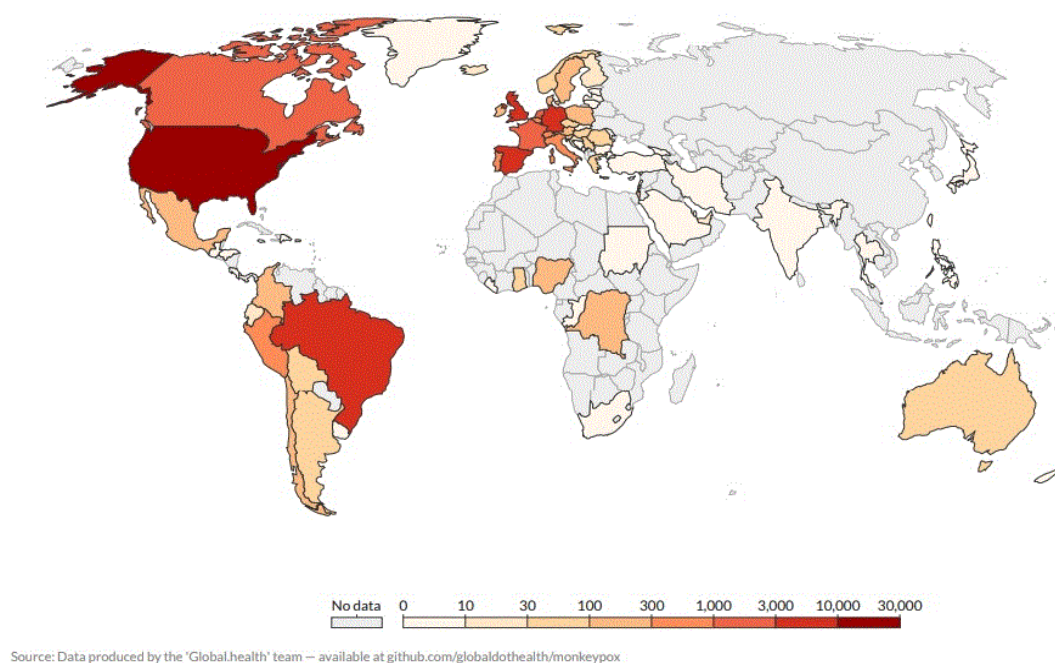 No data 0 10 30 100 300 1,000 3,000 10,000 30,000
Source: Data produced by the 'Global.health' team — available at github.com/globaldothealth/monkeypox